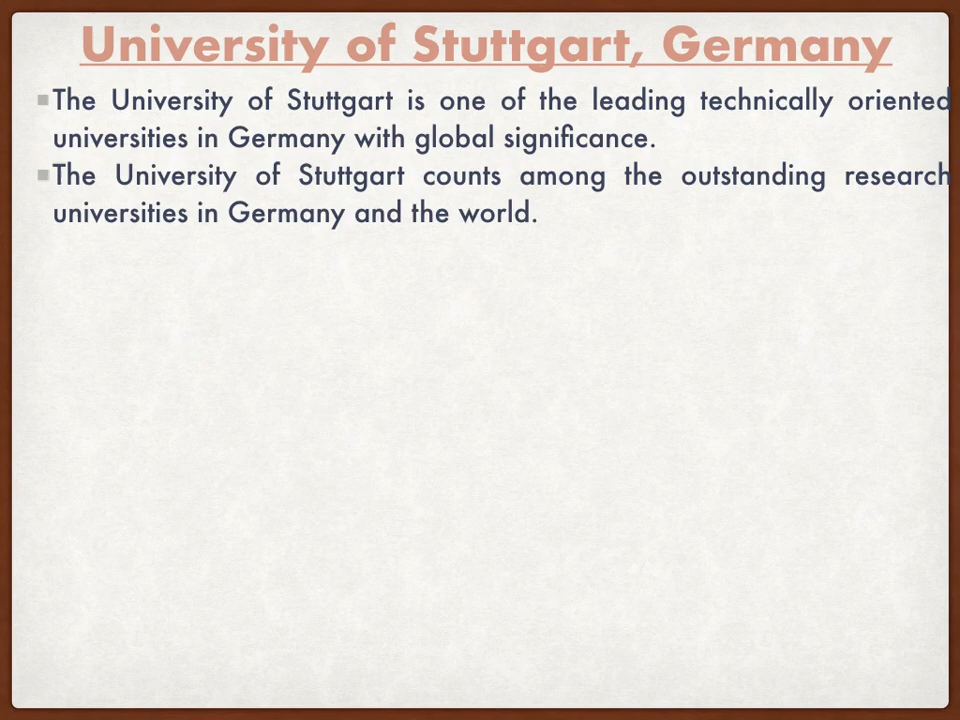 University of Stuttgart, Germany
The University of Stuttgart is one of the leading technically oriented
universities in Germany with global significance.
The University of Stuttgart counts among the outstanding research
universities in Germany and the world.